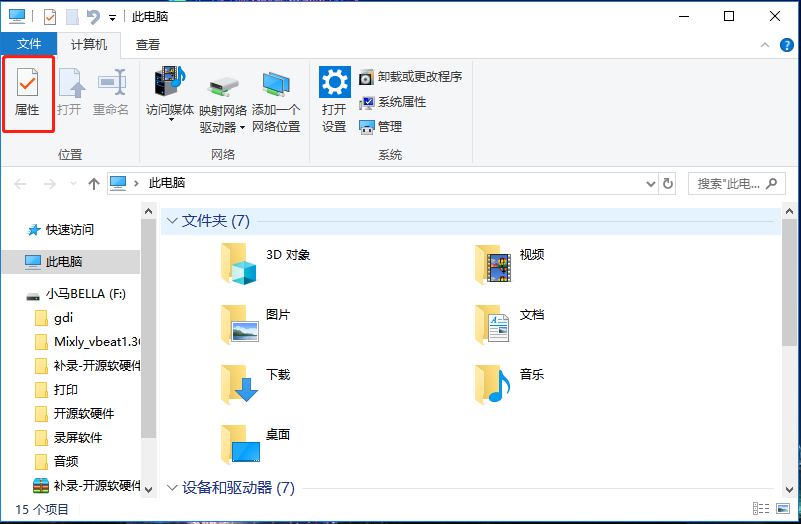 此电脑
文件 计算机 查看
属性 打开 重命名 访问媒体 映射网络驱动器 添加一个网络位置 打开设置 卸载或更改程序
系统属性
管理
位置 网络 系统
此电脑 搜索"此电...
快速访问
此电脑
小马BELLA (F:)
gdi
Mixly_vbeat1.3
补录-开源软硬件
打印
开源软硬件
录屏软件
音频
补录-开源软硬件
文件夹 (7)
3D 对象 视频
图片 文档
下载 音乐
桌面
设备和驱动器 (7)
15 个项目